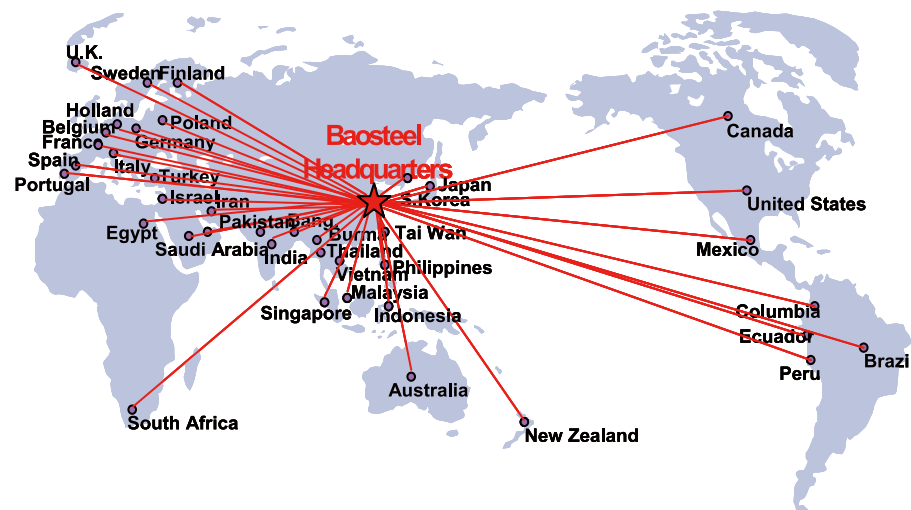 U.K.
Sweden
Finland
Holland
Belgium
Poland
Franc
Germany
Canada
Baosteel
Headquarters
Spain
Italy
Turkey
Portugal
Japan
S.Korea
Israel
Iran
United States
Egypt
Pakistan
Bang
Burma
Tai Wan
Saudi Arabia
India
Thailand
Mexico
Vietnam
Philippines
Malaysia
Singapore
Indonesia
Columbia
Ecuador
Brazi
Peru
Australia
South Africa
New Zealand